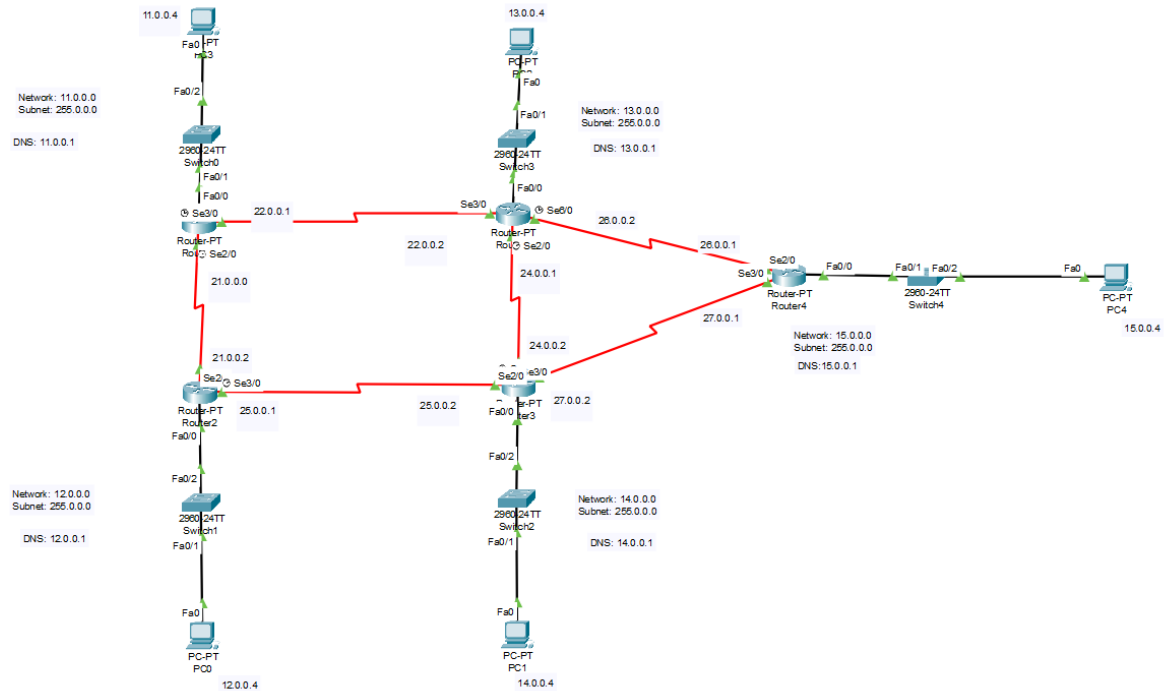 11.0.0.4
Fa0
-PT
13.0.0.4
PC-PT
Fa0
Fa0/2
Fa0/1
Network: 11.0.0.0
Subnet: 255.0.0.0
DNS: 11.0.0.1
2960-24TT
Switch0
Fa0/1
Fa0/0
Network: 13.0.0.0
Subnet: 255.0.0.0
DNS: 13.0.0.1
2960-24TT
Switch3
Fa0/0
Se3/0
22.0.0.1
Router-PT
Se2/0
21.0.0.0
22.0.0.2
Se3/0
Se6/0
Router-PT
Se2/0
24.0.0.1
26.0.0.2
26.0.0.1
Se2/0
Se3/0
Fa0/0
Router-PT
Router4
27.0.0.1
Fa0/1
Fa0/2
2960-24TT
Switch4
Fa0
PC-PT
PC4
15.0.0.4
Network: 15.0.0.0
Subnet: 255.0.0.0
DNS:15.0.0.1
21.0.0.2
Se3/0
Router-PT
Router2
25.0.0.1
Fa0/0
24.0.0.2
Se2/0
25.0.0.2
27.0.0.2
Fa0/0
Fa0/2
Network: 12.0.0.0
Subnet: 255.0.0.0
DNS: 12.0.0.1
2960-24TT
Switch1
Fa0/1
Fa0
PC-PT
PC0
12.0.0.4
Fa0/2
Network: 14.0.0.0
Subnet: 255.0.0.0
DNS: 14.0.0.1
2960-24TT
Switch2
Fa0/1
Fa0
PC-PT
PC1
14.0.0.4